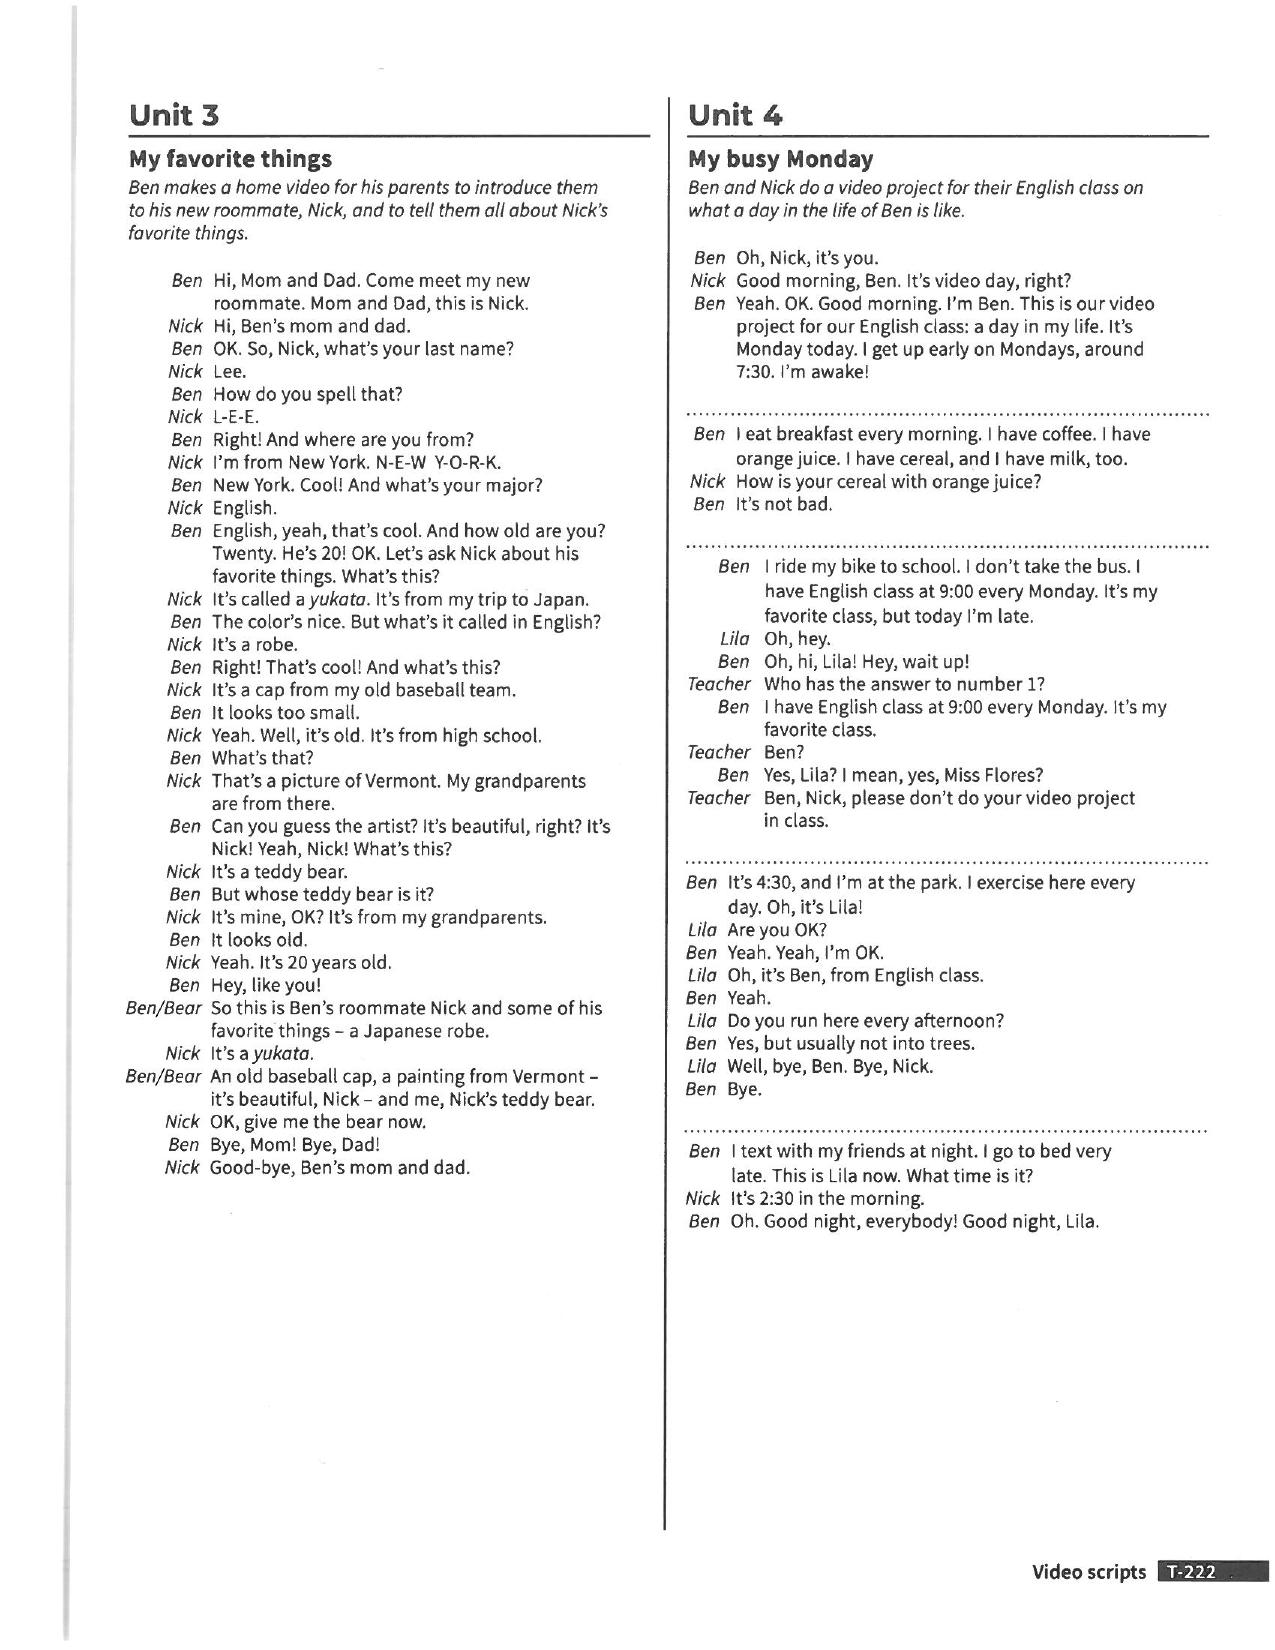 Unit 3
My favorite things
Ben makes a home video for his parents to introduce them
to his new roommate, Nick, and to tell them all about Nick's
favorite things.
Ben Hi, Mom and Dad. Come meet my new
roommate. Mom and Dad, this is Nick.
Nick Hi, Ben's mom and dad.
Ben OK. So, Nick, what's your last name?
Nick Lee.
Ben How do you spell that?
Nick L-E-E.
Ben Right! And where are you from?
Nick I'm from New York. N-E-W Y-O-R-K.
Ben New York. Cool! And what's your major?
Nick English.
Ben English, yeah, that's cool. And how old are you?
Twenty. He's 20! OK. Let's ask Nick about his
favorite things. What's this?
Nick It's called a yukata. It's from my trip to Japan.
Ben The color's nice. But what's it called in English?
Nick It's a robe.
Ben Right! That's cool! And what's this?
Nick It's a cap from my old baseball team.
Ben It looks too small.
Nick Yeah. Well, it's old. It's from high school.
Ben What's that?
Nick That's a picture of Vermont. My grandparents
are from there.
Ben Can you guess the artist? It's beautiful, right? It's
Nick! Yeah, Nick! What's this?
Nick It's a teddy bear.
Ben But whose teddy bear is it?
Nick It's mine, OK? It's from my grandparents.
Ben It looks old.
Nick Yeah. It's 20 years old.
Ben Hey, like you!
Ben/Bear So this is Ben's roommate Nick and some of his
favorite things – a Japanese robe.
Nick It's a yukata.
Ben/Bear An old baseball cap, a painting from Vermont –
it's beautiful, Nick – and me, Nick's teddy bear.
Nick OK, give me the bear now.
Ben Bye, Mom! Bye, Dad!
Nick Good-bye, Ben's mom and dad.
Unit 4
My busy Monday
Ben and Nick do a video project for their English class on
what a day in the life of Ben is like.
Ben Oh, Nick, it's you.
Nick Good morning, Ben. It's video day, right?
Ben Yeah. OK. Good morning. I'm Ben. This is our video
project for our English class: a day in my life. It's
Monday today. I get up early on Mondays, around
7:30. I'm awake!
Ben I eat breakfast every morning. I have coffee. I have
orange juice. I have cereal, and I have milk, too.
Nick How is your cereal with orange juice?
Ben It's not bad.
Ben I ride my bike to school. I don't take the bus. I
have English class at 9:00 every Monday. It's my
favorite class, but today I'm late.
Lila Oh, hey.
Ben Oh, hi, Lila! Hey, wait up!
Teacher Who has the answer to number 1?
Ben I have English class at 9:00 every Monday. It's my
favorite class.
Teacher Ben?
Ben Yes, Lila? I mean, yes, Miss Flores?
Teacher Ben, Nick, please don't do your video project
in class.
Ben It's 4:30, and I'm at the park. I exercise here every
day. Oh, it's Lila!
Lila Are you OK?
Ben Yeah. Yeah, I'm OK.
Lila Oh, it's Ben, from English class.
Ben Yeah.
Lila Do you run here every afternoon?
Ben Yes, but usually not into trees.
Lila Well, bye, Ben. Bye, Nick.
Ben Bye.
Ben I text with my friends at night. I go to bed very
late. This is Lila now. What time is it?
Nick It's 2:30 in the morning.
Ben Oh. Good night, everybody! Good night, Lila.
Video scripts T-222